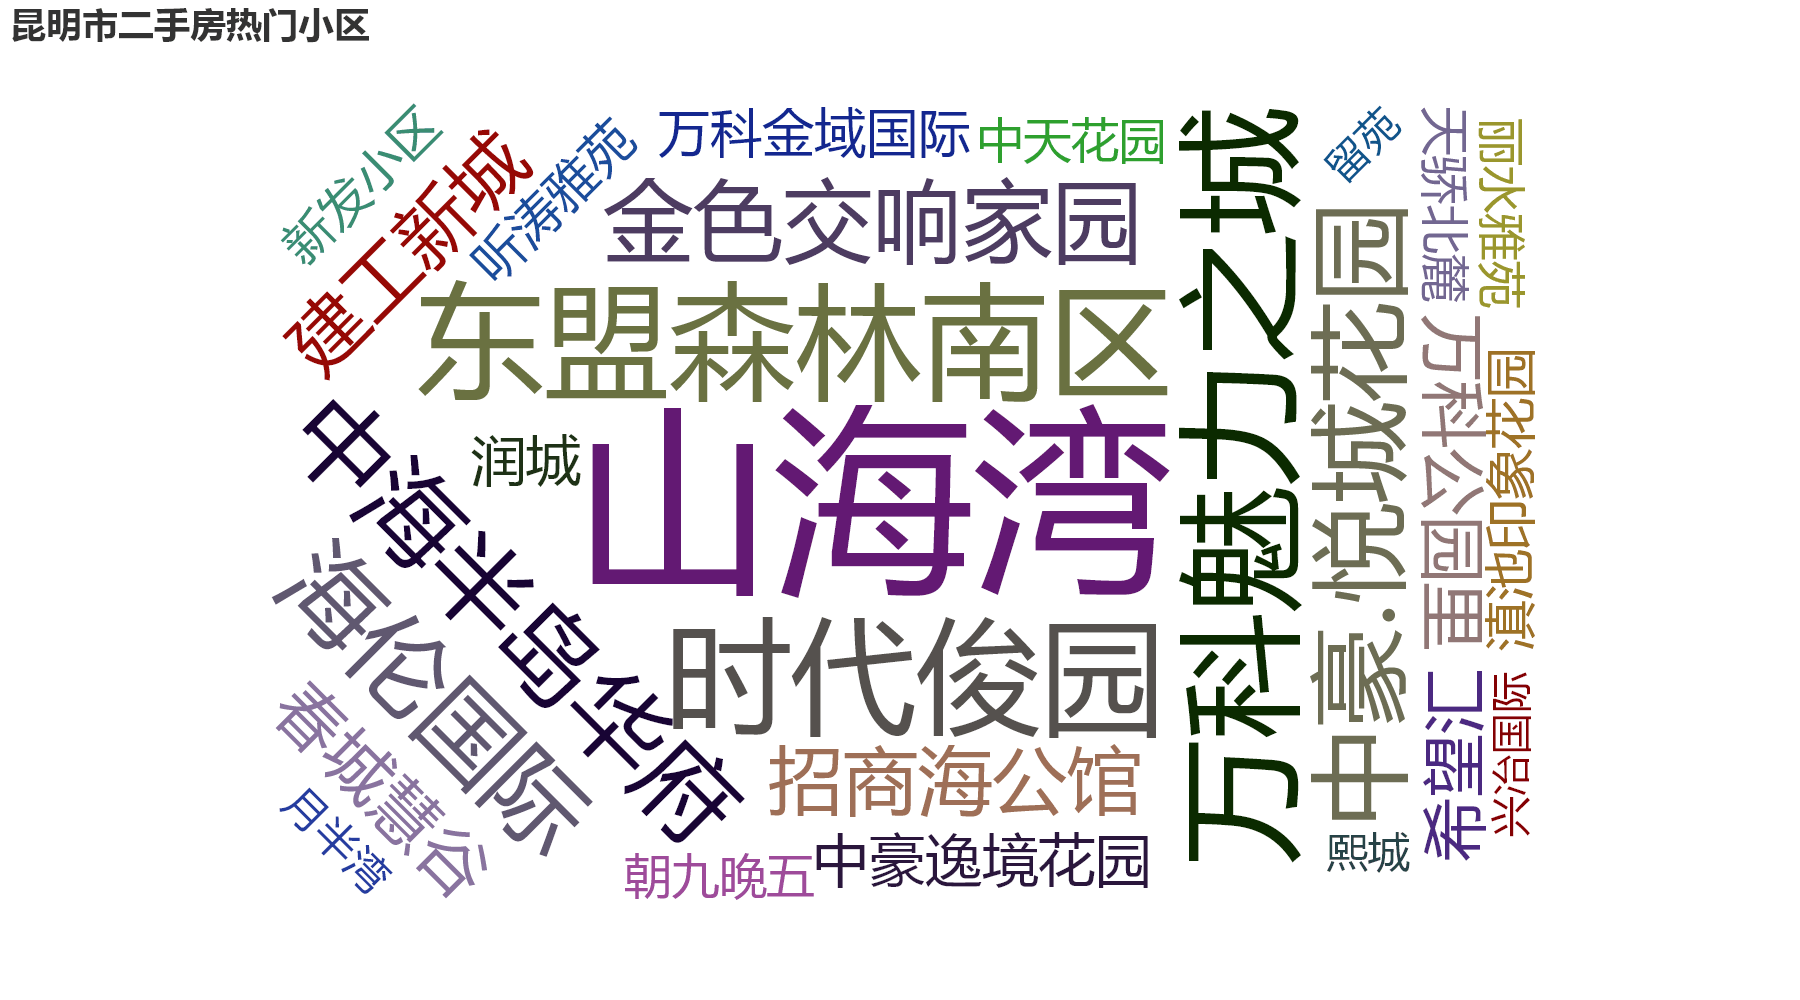 昆明市二手房热门小区
新发小区
建工新城
听涛雅苑
万科金域国际
中天花园
金色交响家园
东盟森林南区
山海湾
润城
中海半岛华府
海伦国际
春城慧谷
月半湾
时代俊园
招商海公馆
中豪逸境花园
朝九晚五
万科魅力之城
留苑
中豪.悦城花园
熙城
天骄北麓
丽水雅苑
万科公园里
滇池印象花园
希望汇
兴冶国际